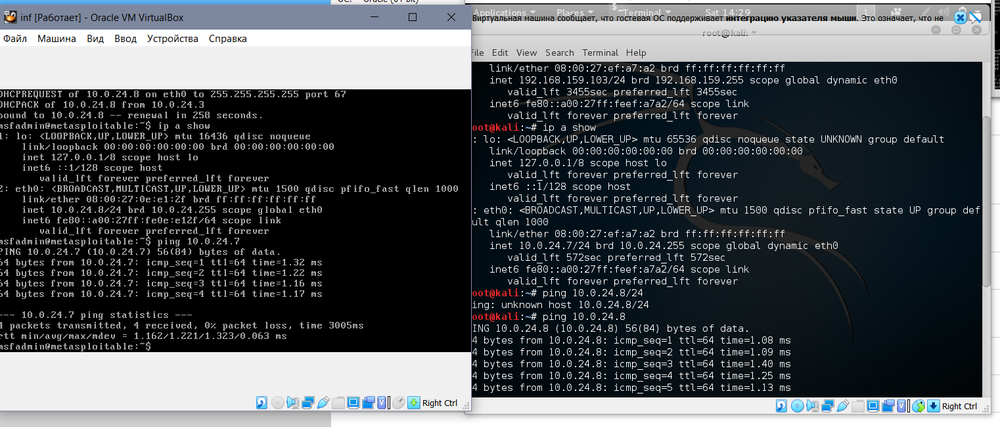 inf [Работает] - Oracle VM VirtualBox
Файл Машина Вид Ввод Устройства Справка
DHCPREQUEST of 10.0.24.8 on eth0 to 255.255.255.255 port 67
DHCPACK of 10.0.24.8 from 10.0.24.3
bound to 10.0.24.8 -- renewal in 258 seconds.
msfadmin@metasploitable:~$ ip a show
1: lo: <LOOPBACK,UP,LOWER_UP> mtu 16436 qdisc noqueue
link/loopback 00:00:00:00:00:00 brd 00:00:00:00:00:00
inet 127.0.0.1/8 scope host lo
inet6 ::1/128 scope host
valid_lft forever preferred_lft forever
2: eth0: <BROADCAST,MULTICAST,UP,LOWER_UP> mtu 1500 qdisc pfifo_fast qlen 1000
link/ether 08:00:27:0e:e1:2f brd ff:ff:ff:ff:ff:ff
inet 10.0.24.8/24 brd 10.0.24.255 scope global eth0
inet6 fe80::a00:27ff:fe0e:e12f/64 scope link
valid_lft forever preferred_lft forever
msfadmin@metasploitable:~$ ping 10.0.24.7
PING 10.0.24.7 (10.0.24.7) 56(84) bytes of data.
64 bytes from 10.0.24.7: icmp_seq=1 ttl=64 time=1.32 ms
64 bytes from 10.0.24.7: icmp_seq=2 ttl=64 time=1.22 ms
64 bytes from 10.0.24.7: icmp_seq=3 ttl=64 time=1.16 ms
64 bytes from 10.0.24.7: icmp_seq=4 ttl=64 time=1.17 ms
--- 10.0.24.7 ping statistics ---
4 packets transmitted, 4 received, 0% packet loss, time 3005ms
rtt min/avg/max/mdev = 1.162/1.221/1.323/0.063 ms
msfadmin@metasploitable:~$
Right Ctrl
Applications Places Terminal Sat 14:29
Виртуальная машина сообщает, что гостевая ОС поддерживает интеграцию указателя мыши. Это означает, что не
root@kali: ~
File Edit View Search Terminal Help
link/ether 08:00:27:ef:a7:a2 brd ff:ff:ff:ff:ff:ff
inet 192.168.159.103/24 brd 192.168.159.255 scope global dynamic eth0
valid_lft 3455sec preferred_lft 3455sec
inet6 fe80::a00:27ff:feef:a7a2/64 scope link
valid_lft forever preferred_lft forever
oot@kali:~# ip a show
: lo: <LOOPBACK,UP,LOWER_UP> mtu 65536 qdisc noqueue state UNKNOWN group default
link/loopback 00:00:00:00:00:00 brd 00:00:00:00:00:00
inet 127.0.0.1/8 scope host lo
valid_lft forever preferred_lft forever
inet6 ::1/128 scope host
valid_lft forever preferred_lft forever
: eth0: <BROADCAST,MULTICAST,UP,LOWER_UP> mtu 1500 qdisc pfifo_fast state UP group def
ult qlen 1000
link/ether 08:00:27:ef:a7:a2 brd ff:ff:ff:ff:ff:ff
inet 10.0.24.7/24 brd 10.0.24.255 scope global dynamic eth0
valid_lft 572sec preferred_lft 572sec
inet6 fe80::a00:27ff:feef:a7a2/64 scope link
valid_lft forever preferred_lft forever
oot@kali:~# ping 10.0.24.8/24
ing: unknown host 10.0.24.8/24
oot@kali:~# ping 10.0.24.8
ING 10.0.24.8 (10.0.24.8) 56(84) bytes of data.
4 bytes from 10.0.24.8: icmp_seq=1 ttl=64 time=1.08 ms
4 bytes from 10.0.24.8: icmp_seq=2 ttl=64 time=1.09 ms
4 bytes from 10.0.24.8: icmp_seq=3 ttl=64 time=1.40 ms
4 bytes from 10.0.24.8: icmp_seq=4 ttl=64 time=1.25 ms
4 bytes from 10.0.24.8: icmp_seq=5 ttl=64 time=1.13 ms
Right Ctrl